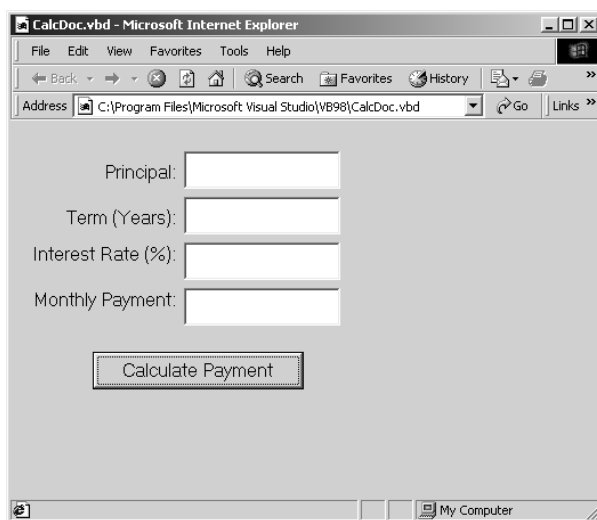 CalcDoc.vbd - Microsoft Internet Explorer
File Edit View Favorites Tools Help
Back Search Favorites History »
Address C:\Program Files\Microsoft Visual Studio\VB98\CalcDoc.vbd Go Links »
Principal:
Term (Years):
Interest Rate (%):
Monthly Payment:
Calculate Payment
My Computer